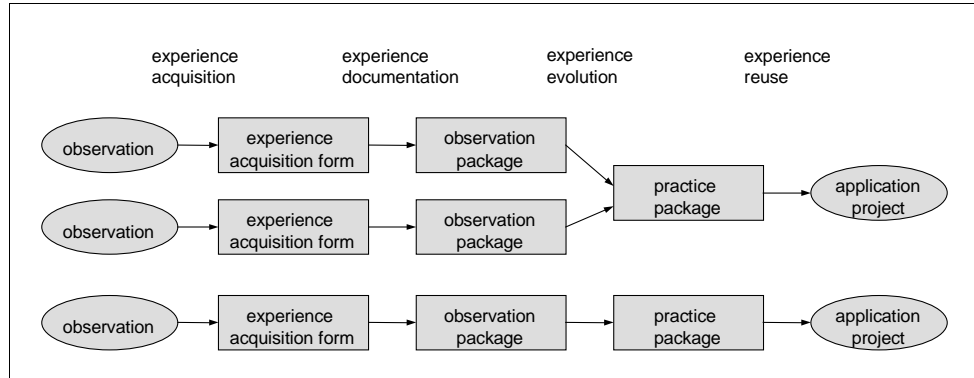 experience
acquisition
experience
documentation
experience
evolution
experience
reuse
observation
experience
acquisition form
observation
package
observation
experience
acquisition form
observation
package
practice
package
application
project
observation
experience
acquisition form
observation
package
practice
package
application
project